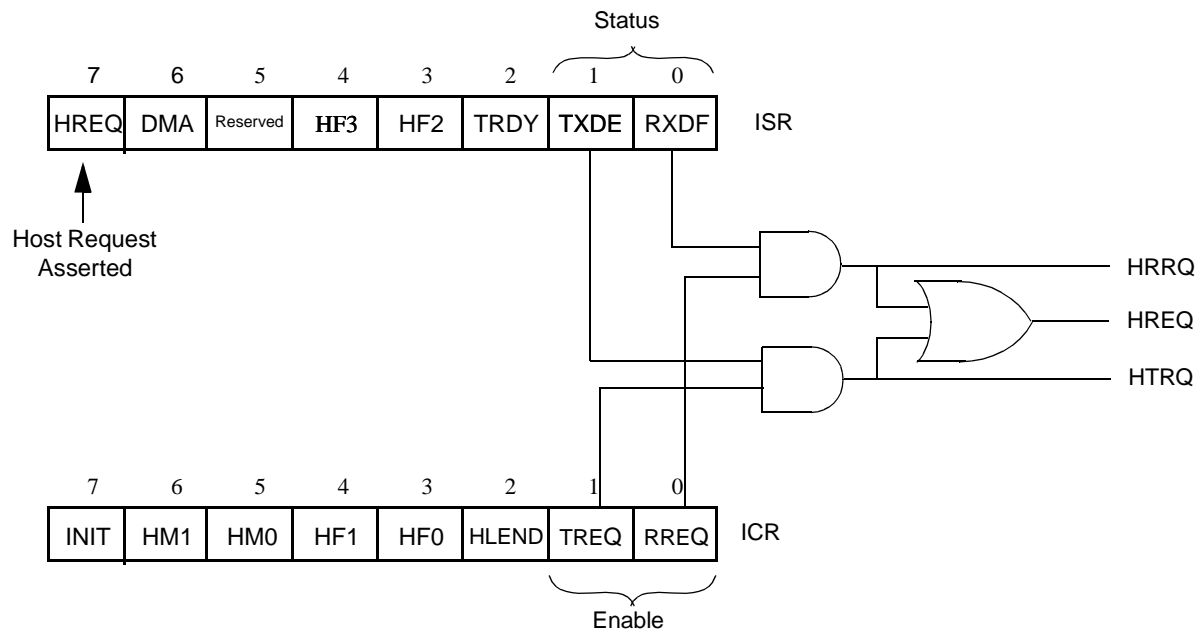 Status
7 6 5 4 3 2 1 0
HREQ DMA Reserved HF3 HF2 TRDY TXDE RXDF ISR
Host Request
Asserted
HRRQ
HREQ
HTRQ
7 6 5 4 3 2 1 0
INIT HM1 HM0 HF1 HF0 HLEND TREQ RREQ ICR
Enable